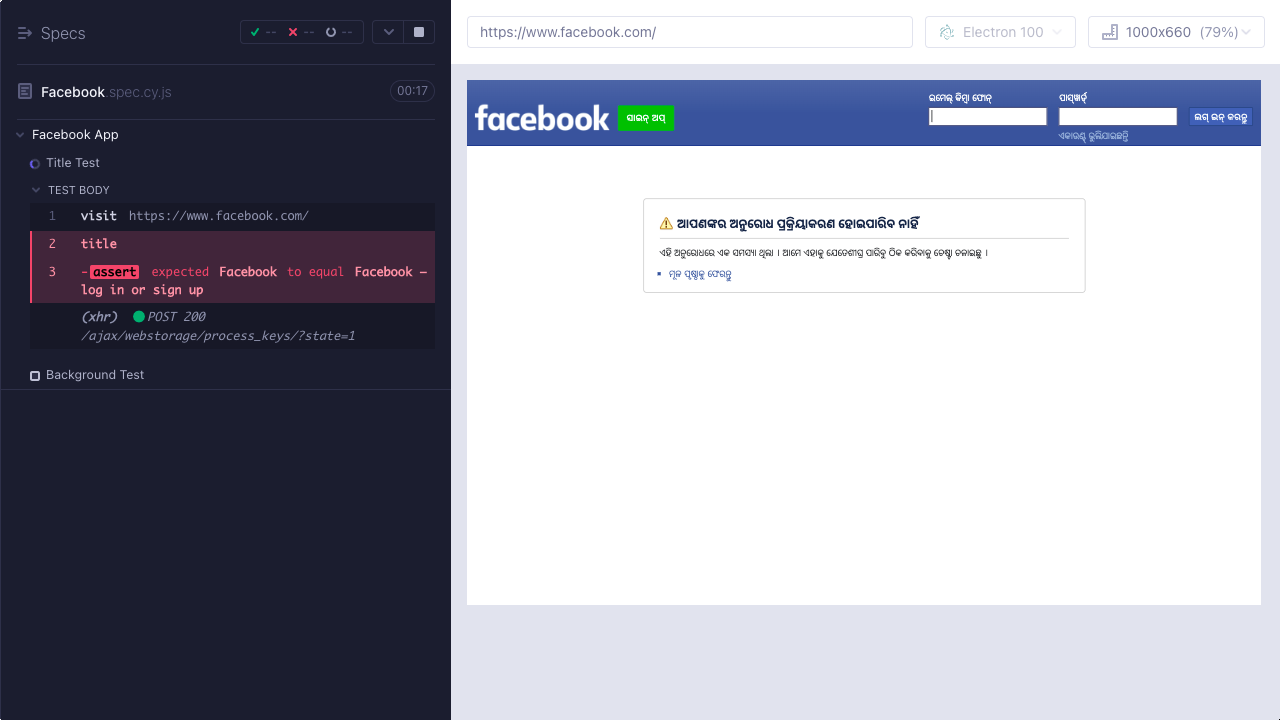 Specs
--
--
--
https://www.facebook.com/
Electron 100
1000x660 (79%)
Facebook.spec.cy.js
00:17
Facebook App
Title Test
TEST BODY
1 visit https://www.facebook.com/
2 title
3 -assert expected Facebook to equal Facebook –
log in or sign up
(xhr) POST 200
/ajax/webstorage/process_keys/?state=1
Background Test
facebook
ସାଇନ୍ ଅପ୍
ଇମେଲ୍ କିମ୍ବା ଫୋନ୍
ପାସ୍ୱାର୍ଡ୍
ଲଗ୍ ଇନ୍ କରନ୍ତୁ
ଏକାଉଣ୍ଟ୍ ଭୁଲିଯାଇଛନ୍ତି
ଆପଣଙ୍କର ଅନୁରୋଧ ପ୍ରକ୍ରିୟାକରଣ ହୋଇପାରିବ ନାହିଁ
ଏହି ଅନୁରୋଧରେ ଏକ ସମସ୍ୟା ଥିଲା । ଆମେ ଏହାକୁ ଯେତେଶୀଘ୍ର ପାରିବୁ ଠିକ କରିବାକୁ ଚେଷ୍ଟା ଚଳାଇଛୁ ।
ମୂଳ ପୃଷ୍ଠାକୁ ଫେରନ୍ତୁ